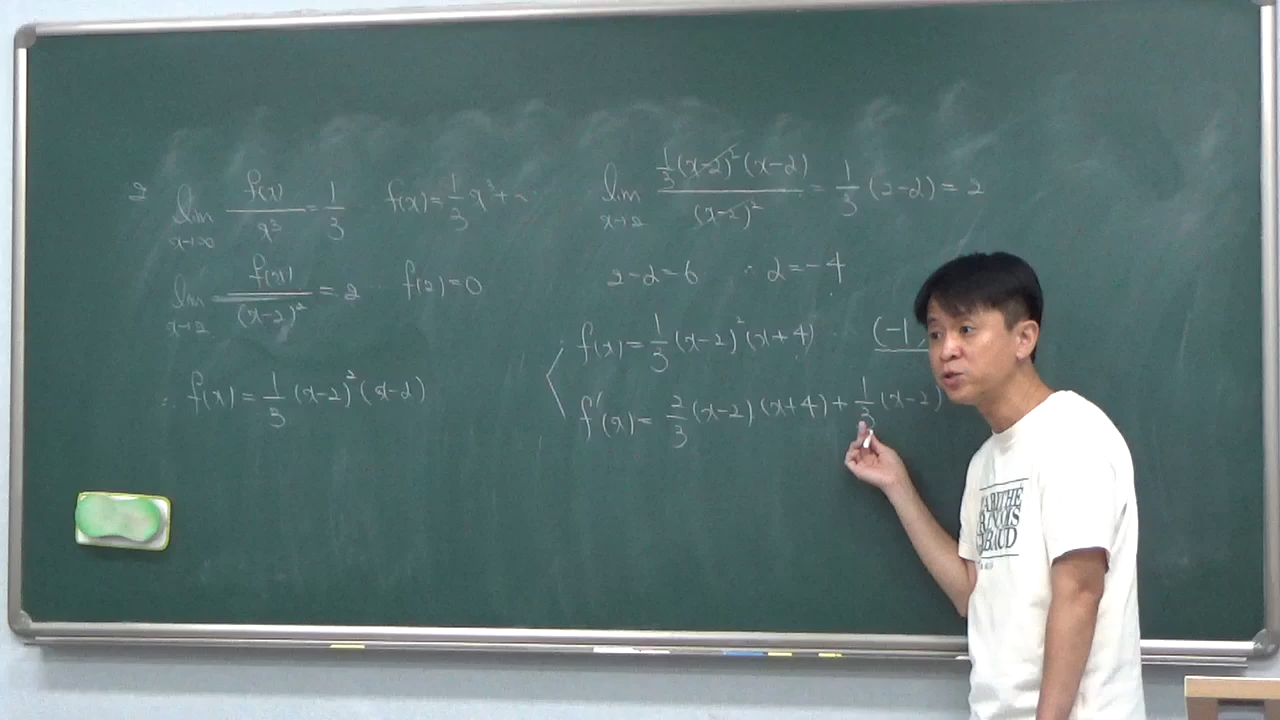 2
lim x→∞ f(x)/x³ = 1/3   f(x) = 1/3 x³ + ~
lim x→2 f(x)/(x-2)² = 2   f(2) = 0
∴ f(x) = 1/3 (x-2)² (x-α)
lim x→2 1/3 (x-2)² (x-α) / (x-2)² = 1/3 (2-α) = 2
2-α = 6   ∴ α = -4
f(x) = 1/3 (x-2)² (x+4)   (-1,
f'(x) = 2/3 (x-2)(x+4) + 1/3 (x-2)